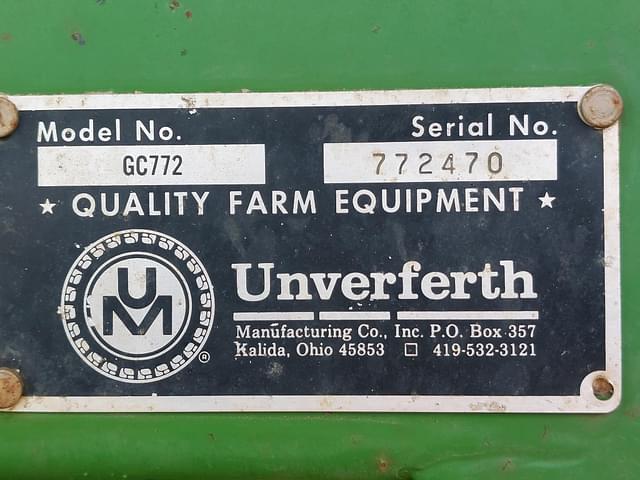 Model No.
Serial No.
GC772
772470
★ QUALITY FARM EQUIPMENT ★
UM
®
Unverferth
Manufacturing Co., Inc. P.O. Box 357
Kalida, Ohio 45853 □ 419-532-3121